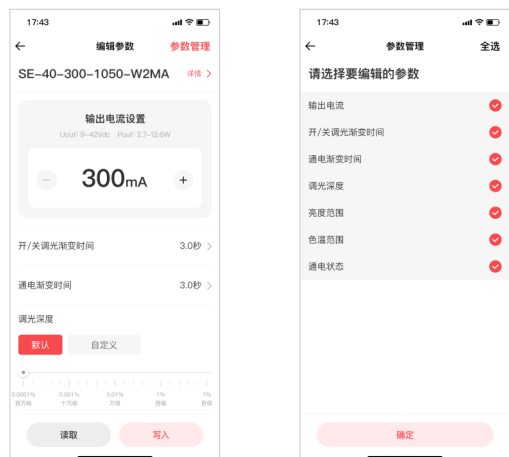 17:43
编辑参数
参数管理
SE-40-300-1050-W2MA
详情
输出电流设置
Uout: 9-42Vdc Pout: 2.7-12.6W
300mA
开/关调光渐变时间
3.0秒
通电渐变时间
3.0秒
调光深度
默认
自定义
0.0001% 0.001% 0.01% 1% 1%
百万级 十万级 万级 百级 百级
读取
写入
17:43
参数管理
全选
请选择要编辑的参数
输出电流
开/关调光渐变时间
通电渐变时间
调光深度
亮度范围
色温范围
通电状态
确定